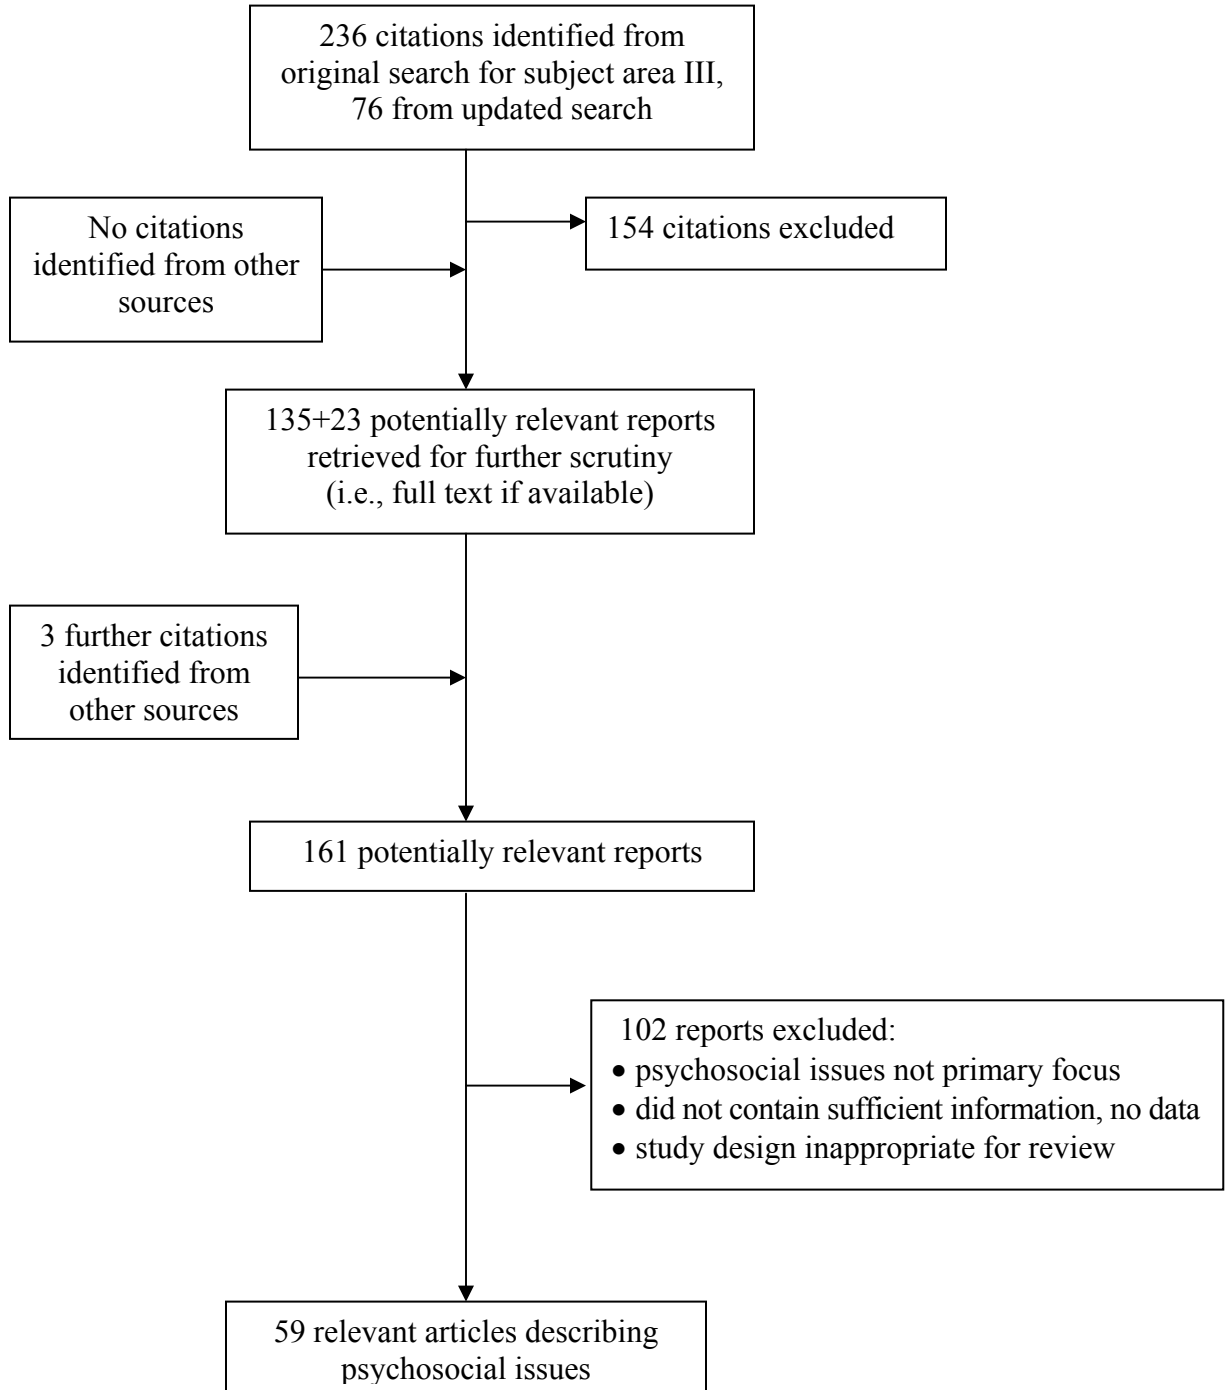 236 citations identified from
original search for subject area III,
76 from updated search
No citations
identified from other
sources
154 citations excluded
135+23 potentially relevant reports
retrieved for further scrutiny
(i.e., full text if available)
3 further citations
identified from
other sources
161 potentially relevant reports
102 reports excluded:
• psychosocial issues not primary focus
• did not contain sufficient information, no data
• study design inappropriate for review
59 relevant articles describing
psychosocial issues